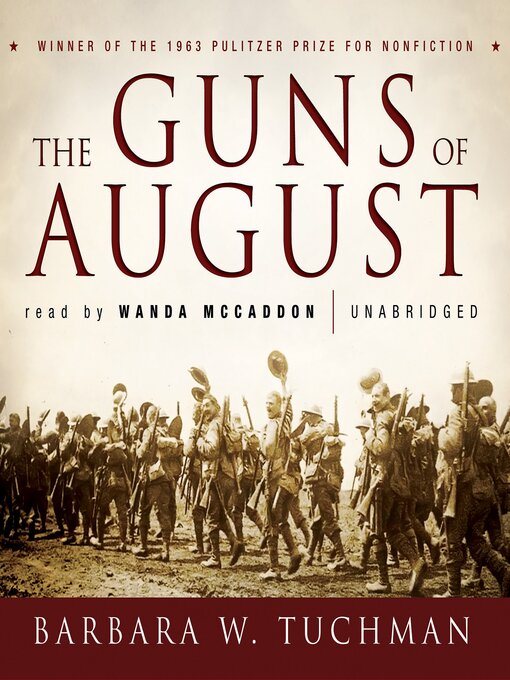 ★ WINNER OF THE 1963 PULITZER PRIZE FOR NONFICTION ★
THE GUNS OF
AUGUST
read by WANDA MCCADDON | UNABRIDGED
BARBARA W. TUCHMAN